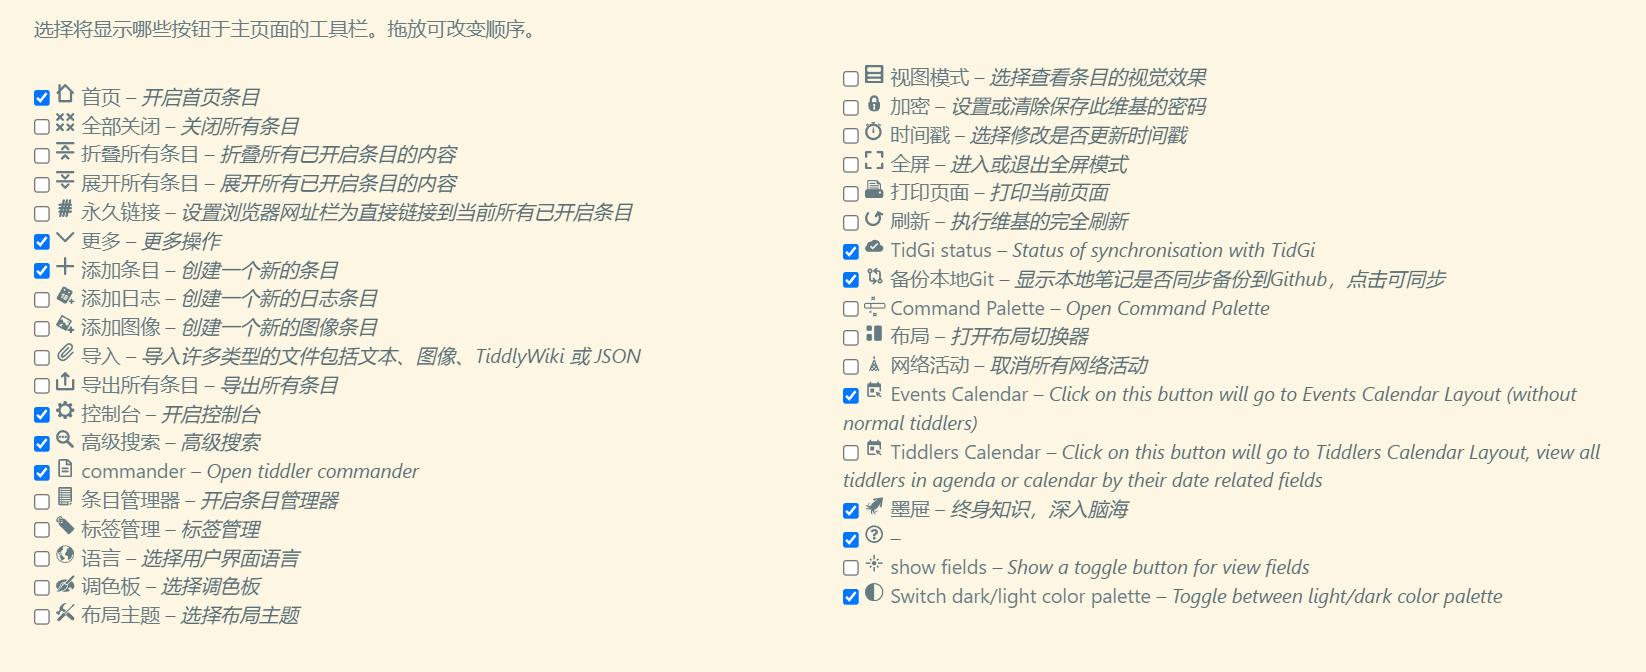 选择将显示哪些按钮于主页面的工具栏。拖放可改变顺序。
首页 – 开启首页条目
全部关闭 – 关闭所有条目
折叠所有条目 – 折叠所有已开启条目的内容
展开所有条目 – 展开所有已开启条目的内容
永久链接 – 设置浏览器网址栏为直接链接到当前所有已开启条目
更多 – 更多操作
添加条目 – 创建一个新的条目
添加日志 – 创建一个新的日志条目
添加图像 – 创建一个新的图像条目
导入 – 导入许多类型的文件包括文本、图像、TiddlyWiki 或 JSON
导出所有条目 – 导出所有条目
控制台 – 开启控制台
高级搜索 – 高级搜索
commander – Open tiddler commander
条目管理器 – 开启条目管理器
标签管理 – 标签管理
语言 – 选择用户界面语言
调色板 – 选择调色板
布局主题 – 选择布局主题
视图模式 – 选择查看条目的视觉效果
加密 – 设置或清除保存此维基的密码
时间戳 – 选择修改是否更新时间戳
全屏 – 进入或退出全屏模式
打印页面 – 打印当前页面
刷新 – 执行维基的完全刷新
TidGi status – Status of synchronisation with TidGi
备份本地Git – 显示本地笔记是否同步备份到Github，点击可同步
Command Palette – Open Command Palette
布局 – 打开布局切换器
网络活动 – 取消所有网络活动
Events Calendar – Click on this button will go to Events Calendar Layout (without
normal tiddlers)
Tiddlers Calendar – Click on this button will go to Tiddlers Calendar Layout, view all
tiddlers in agenda or calendar by their date related fields
墨屉 – 终身知识，深入脑海
–
show fields – Show a toggle button for view fields
Switch dark/light color palette – Toggle between light/dark color palette